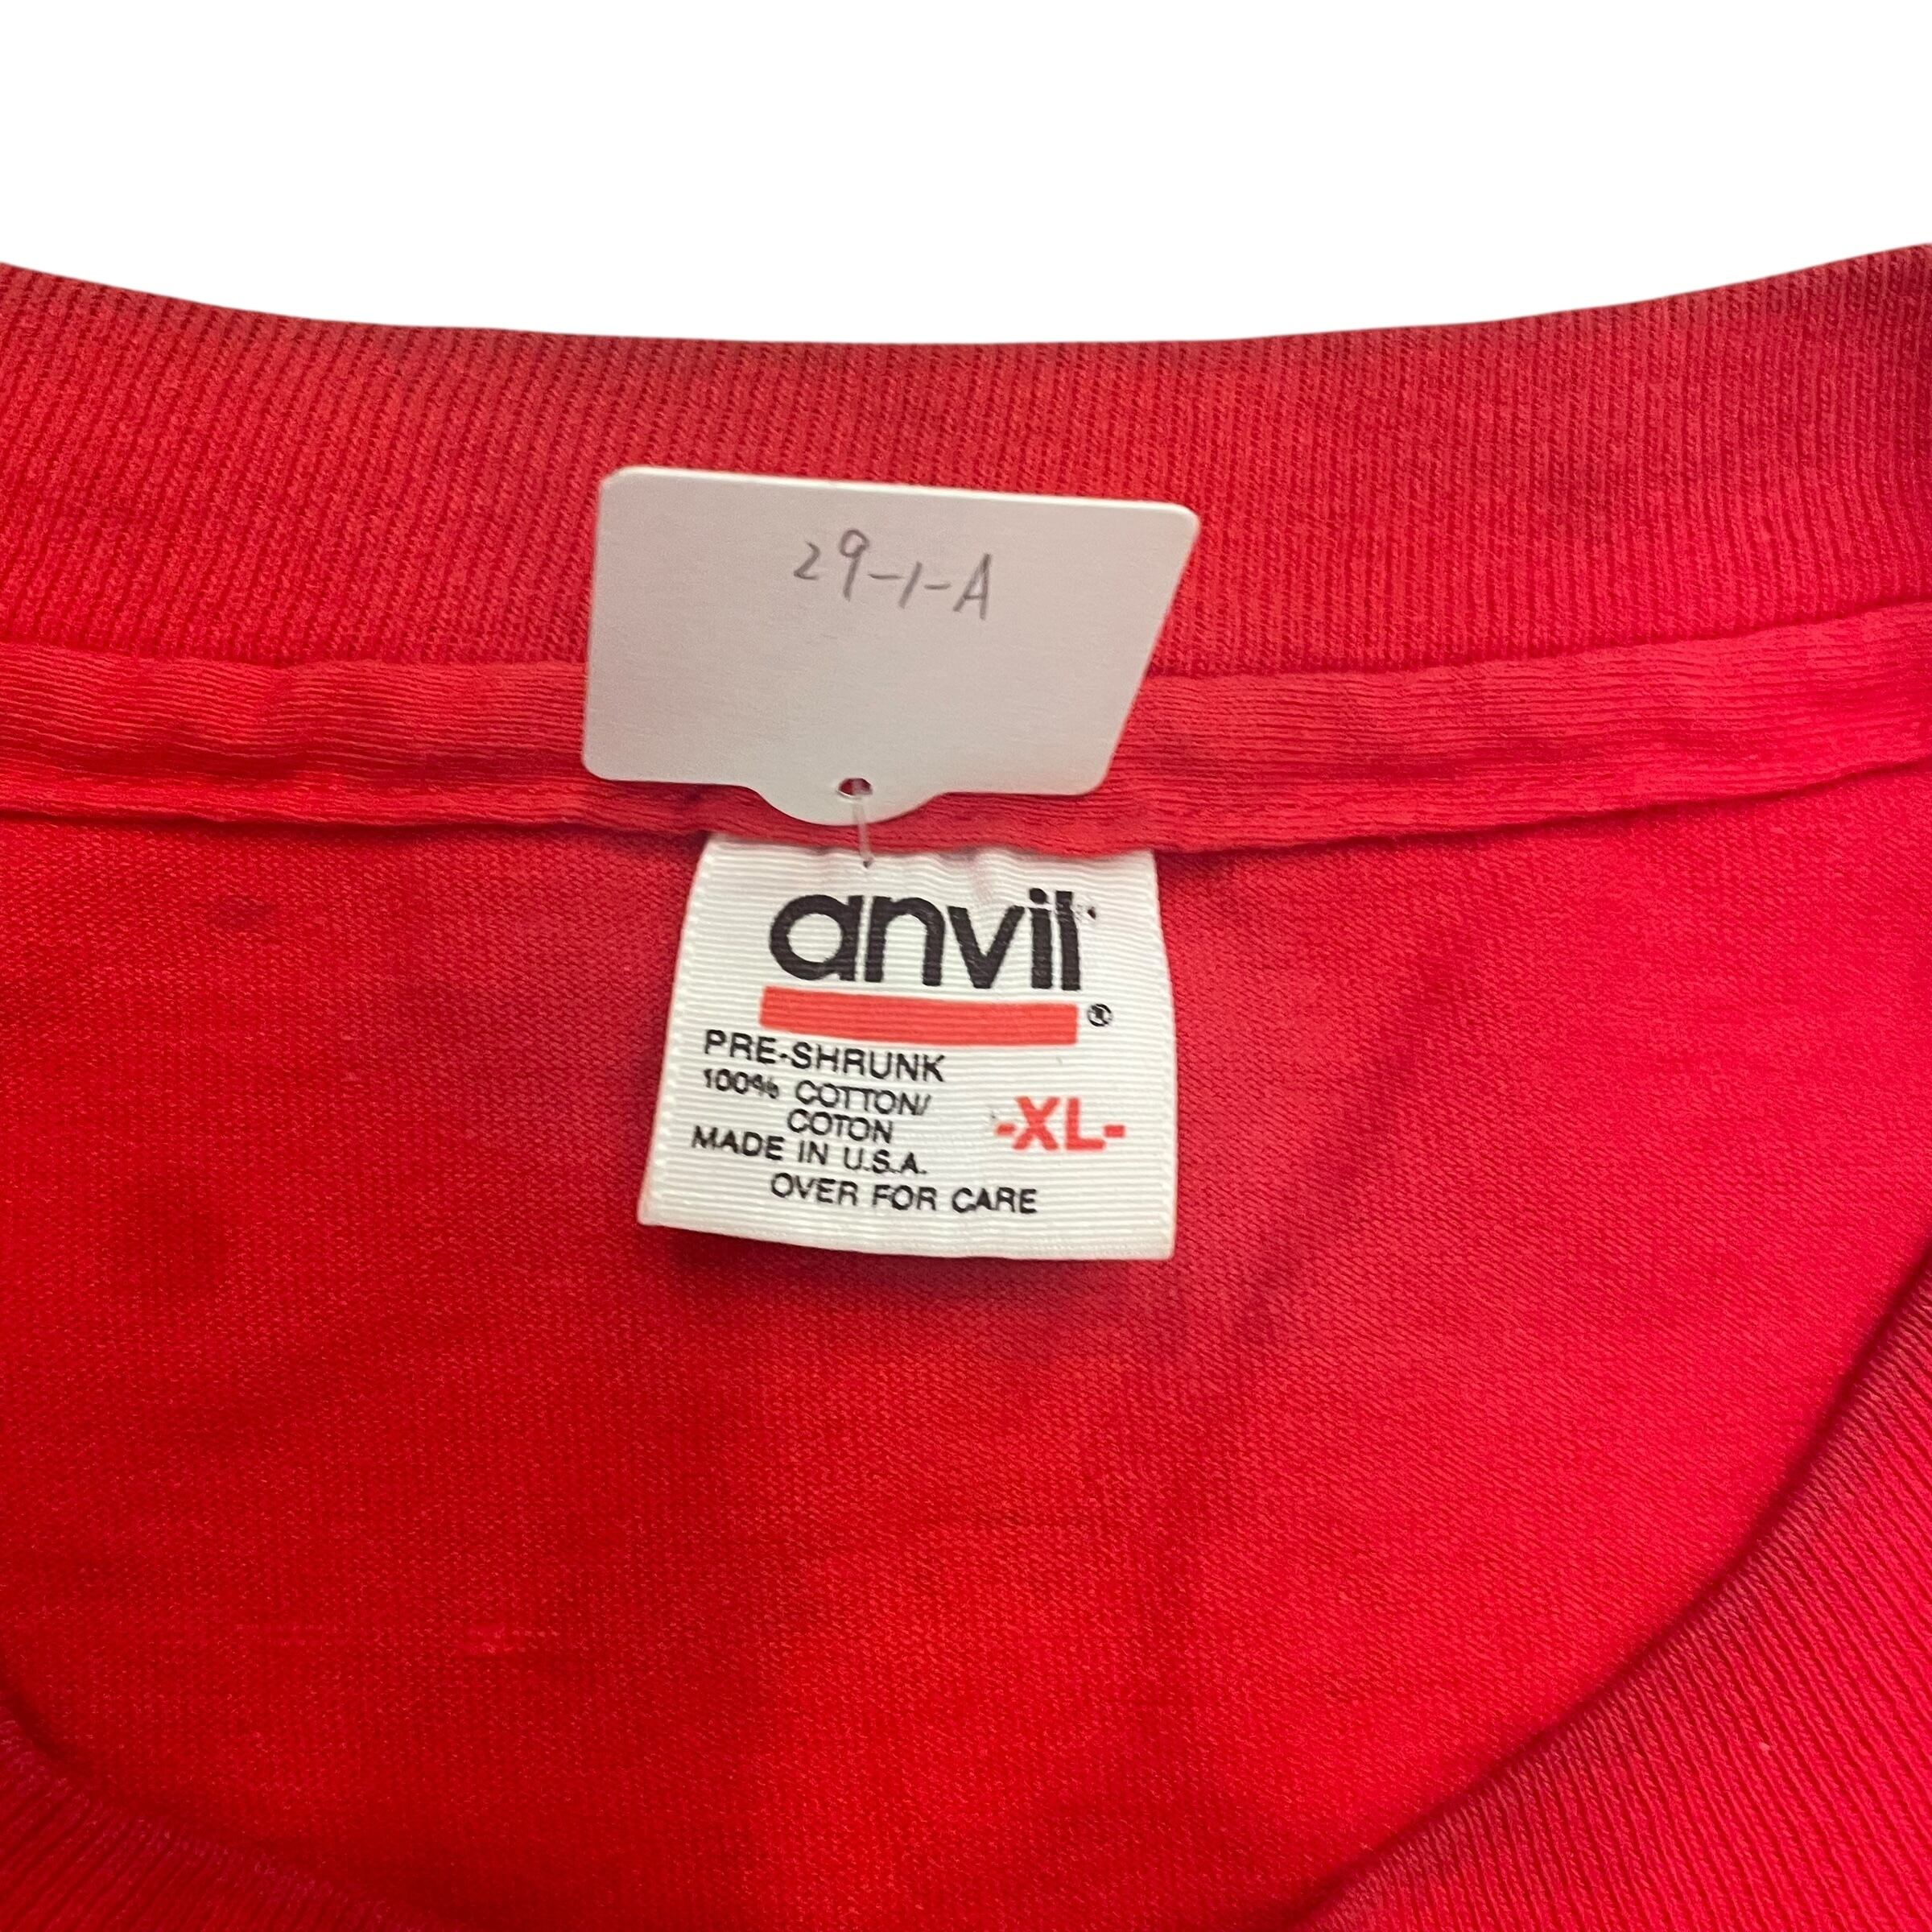 29-1-A
anvil
®
PRE-SHRUNK
100% COTTON/
COTON
-XL-
MADE IN U.S.A.
OVER FOR CARE